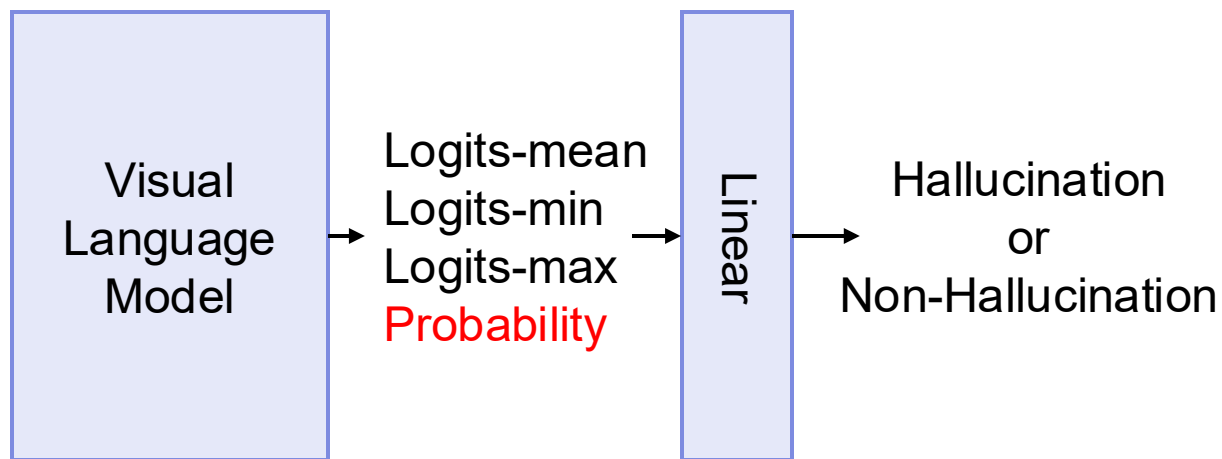 Visual
Language
Model
Logits-mean
Logits-min
Logits-max
Probability
Linear
Hallucination
or
Non-Hallucination